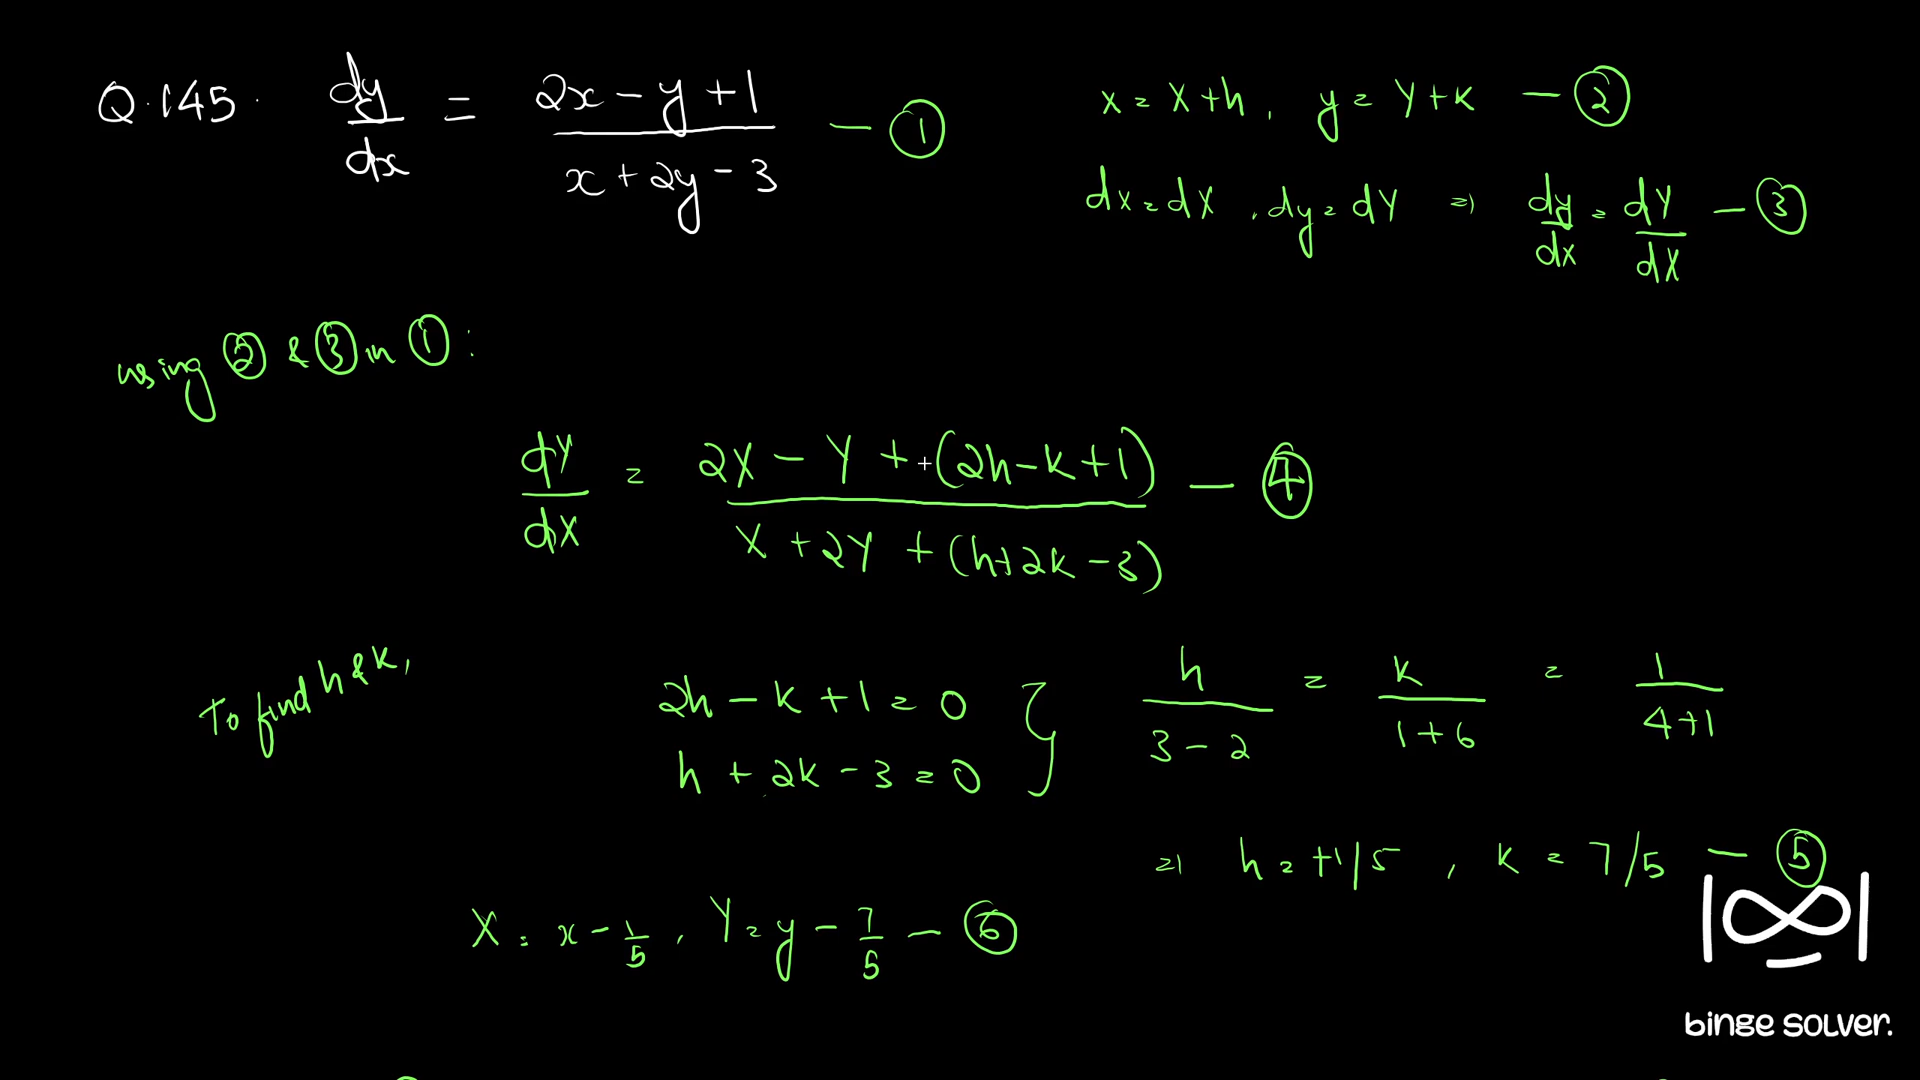 Q.145. dy/dx = (2x - y + 1)/(x + 2y - 3) — ①
x = X + h, y = Y + k — ②
dx = dX, dy = dY ⇒ dy/dx = dY/dX — ③
using ② & ③ in ① :
dY/dX = (2X - Y + (2h - k + 1))/(X + 2Y + (h + 2k - 3)) — ④
To find h & k,
2h - k + 1 = 0
h + 2k - 3 = 0 }
h/(3 - 2) = k/(1 + 6) = 1/(4 + 1)
⇒ h = +1/5, k = 7/5 — ⑤
X = x - 1/5, Y = y - 7/5 — ⑥
binge solver.